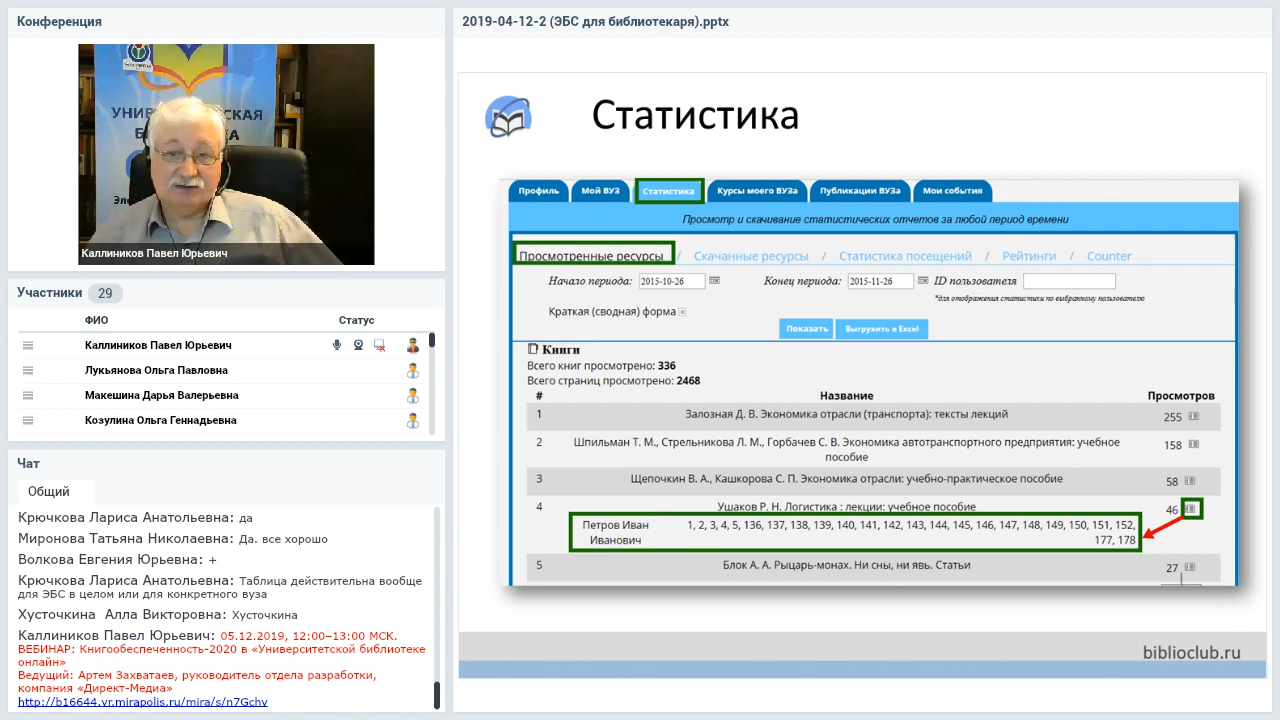 Конференция
УНИВ
СКАЯ
Каллиников Павел Юрьевич
Участники 29
ФИО Статус
Каллиников Павел Юрьевич
Лукьянова Ольга Павловна
Макешина Дарья Валерьевна
Козулина Ольга Геннадьевна
Чат
Общий
Крючкова Лариса Анатольевна: да
Миронова Татьяна Николаевна: Да. все хорошо
Волкова Евгения Юрьевна: +
Крючкова Лариса Анатольевна: Таблица действительна вообще
для ЭБС в целом или для конкретного вуза
Хусточкина Алла Викторовна: Хусточкина
Каллиников Павел Юрьевич: 05.12.2019, 12:00–13:00 МСК.
ВЕБИНАР: Книгообеспеченность-2020 в «Университетской библиотеке
онлайн»
Ведущий: Артем Захватаев, руководитель отдела разработки,
компания «Директ-Медиа»
http://b16644.vr.mirapolis.ru/mira/s/n7Gchv
2019-04-12-2 (ЭБС для библиотекаря).pptx
Статистика
Профиль Мой ВУЗ Статистика Курсы моего ВУЗа Публикации ВУЗа Мои события
Просмотр и скачивание статистических отчетов за любой период времени
Просмотренные ресурсы / Скачанные ресурсы / Статистика посещений / Рейтинги / Counter
Начало периода: 2015-10-26 Конец периода: 2015-11-26 ID пользователя
*для отображения статистики по выбранному пользователю
Краткая (сводная) форма
Показать Выгрузить в Excel
Книги
Всего книг просмотрено: 336
Всего страниц просмотрено: 2468
# Название Просмотров
1 Залозная Д. В. Экономика отрасли (транспорта): тексты лекций 255
2 Шпильман Т. М., Стрельникова Л. М., Горбачев С. В. Экономика автотранспортного предприятия: учебное 158
пособие
3 Щепочкин В. А., Кашкорова С. П. Экономика отрасли: учебно-практическое пособие 58
4 Ушаков Р. Н. Логистика : лекции: учебное пособие 46
Петров Иван 1, 2, 3, 4, 5, 136, 137, 138, 139, 140, 141, 142, 143, 144, 145, 146, 147, 148, 149, 150, 151, 152,
Иванович 177, 178
5 Блок А. А. Рыцарь-монах. Ни сны, ни явь. Статьи 27
biblioclub.ru